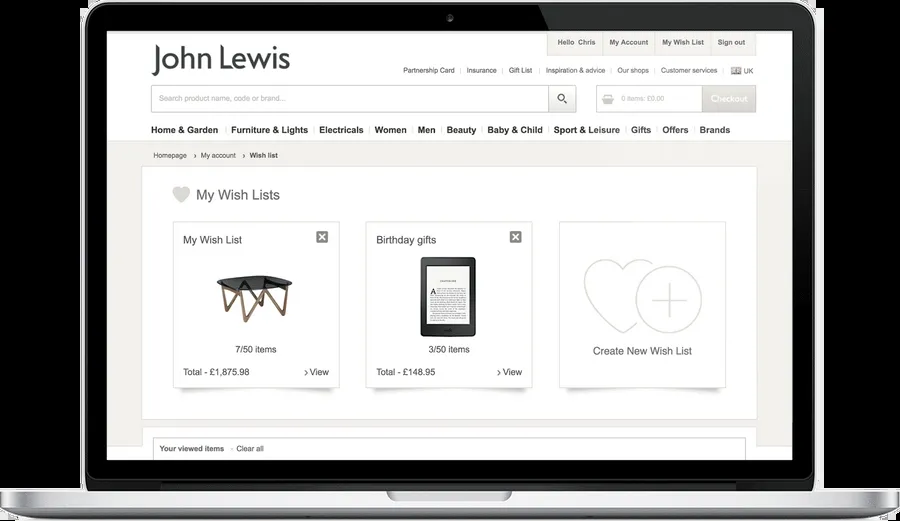 Hello Chris My Account My Wish List Sign out
John Lewis
Partnership Card Insurance Gift List Inspiration & advice Our shops Customer services UK
Search product name, code or brand... 0 items: £0.00 Checkout
Home & Garden Furniture & Lights Electricals Women Men Beauty Baby & Child Sport & Leisure Gifts Offers Brands
Homepage › My account › Wish list
My Wish Lists
My Wish List
7/50 items
Total - £1,875.98 › View
Birthday gifts
3/50 items
Total - £148.95 › View
Create New Wish List
Your viewed items Clear all